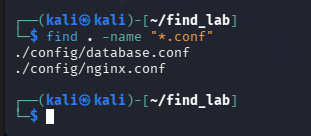 ┌──(kali㉿kali)-[~/find_lab]
└─$ find . -name "*.conf"
./config/database.conf
./config/nginx.conf
┌──(kali㉿kali)-[~/find_lab]
└─$